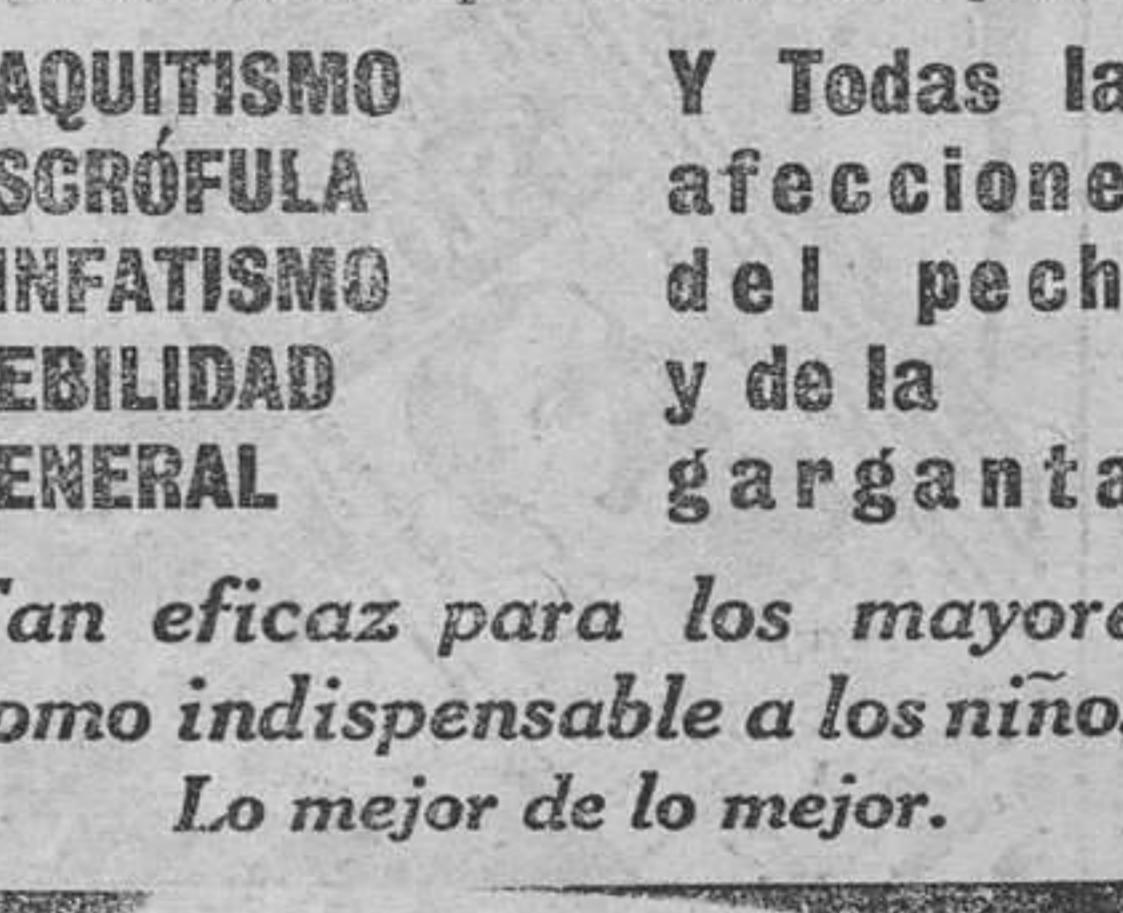 AQUITISMO
SCRÓFULA
INFATISMO
EBILIDAD
ENERAL
Y Todas la
afeccione
del pech
y de la
garganta
Tan eficaz para los mayore
omo indispensable a los niño
Lo mejor de lo mejor.